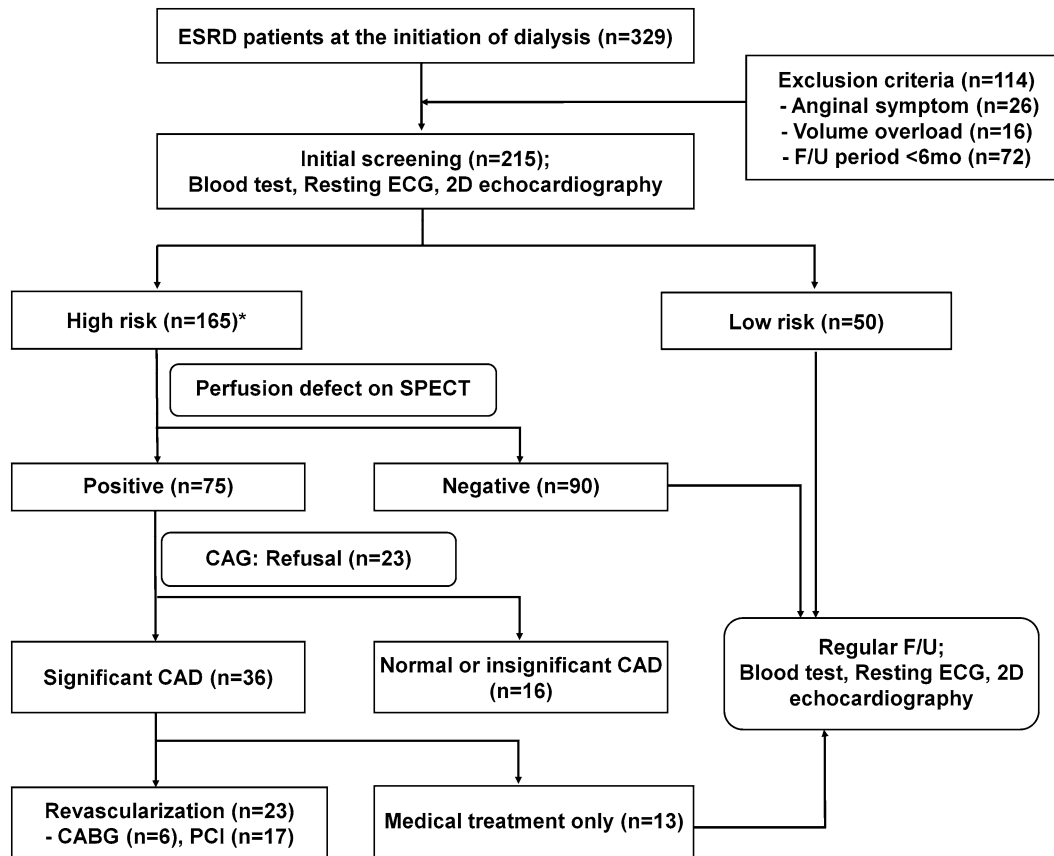 ESRD patients at the initiation of dialysis (n=329)
Exclusion criteria (n=114)
- Anginal symptom (n=26)
- Volume overload (n=16)
- F/U period <6mo (n=72)
Initial screening (n=215);
Blood test, Resting ECG, 2D echocardiography
High risk (n=165)*
Low risk (n=50)
Perfusion defect on SPECT
Positive (n=75)
Negative (n=90)
CAG: Refusal (n=23)
Significant CAD (n=36)
Normal or insignificant CAD
(n=16)
Regular F/U;
Blood test, Resting ECG, 2D
echocardiography
Revascularization (n=23)
- CABG (n=6), PCI (n=17)
Medical treatment only (n=13)